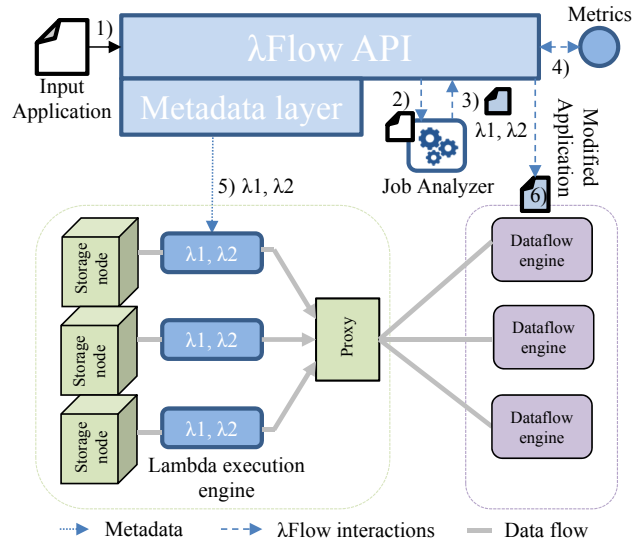 1)
λFlow API
Metrics
4)
Input
Application
Metadata layer
2)
3)
λ1, λ2
Job Analyzer
Modified
Application
6)
5) λ1, λ2
Storage
node
λ1, λ2
Dataflow
engine
Storage
node
λ1, λ2
Proxy
Dataflow
engine
Storage
node
λ1, λ2
Dataflow
engine
Lambda execution
engine
Metadata
λFlow interactions
Data flow